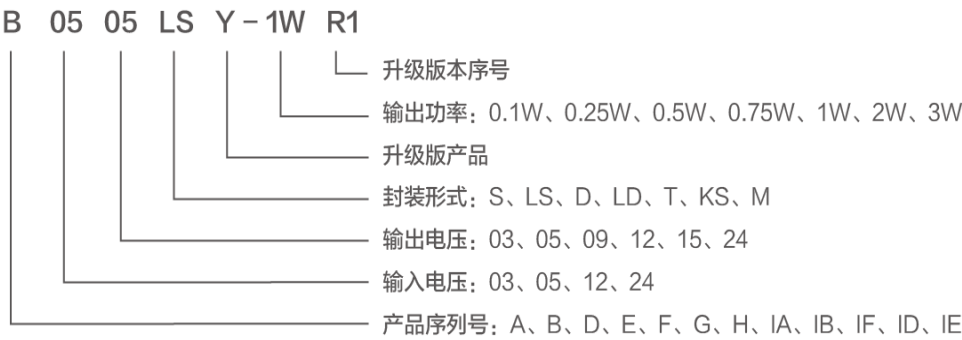 B 05 05 LS Y-1W R1
升级版本序号
输出功率：0.1W、0.25W、0.5W、0.75W、1W、2W、3W
升级版产品
封装形式：S、LS、D、LD、T、KS、M
输出电压：03、05、09、12、15、24
输入电压：03、05、12、24
产品序列号：A、B、D、E、F、G、H、IA、IB、IF、ID、IE